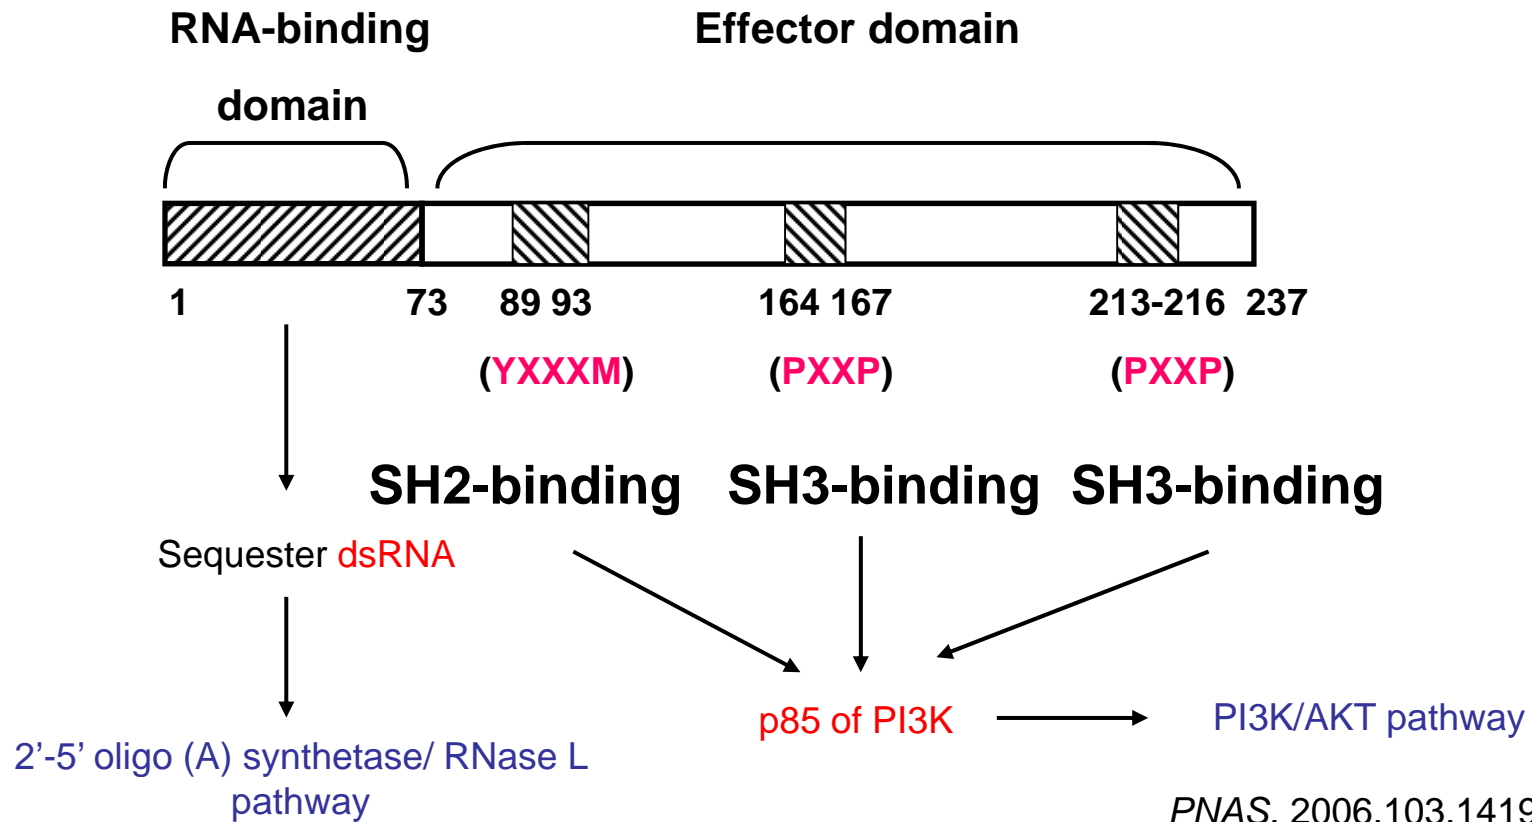 RNA-binding
domain
Effector domain
1 73 89 93 164 167 213-216 237
(YXXXM) (PXXP) (PXXP)
SH2-binding SH3-binding SH3-binding
Sequester dsRNA
p85 of PI3K
PI3K/AKT pathway
2’-5’ oligo (A) synthetase/ RNase L
pathway
PNAS. 2006.103.1419